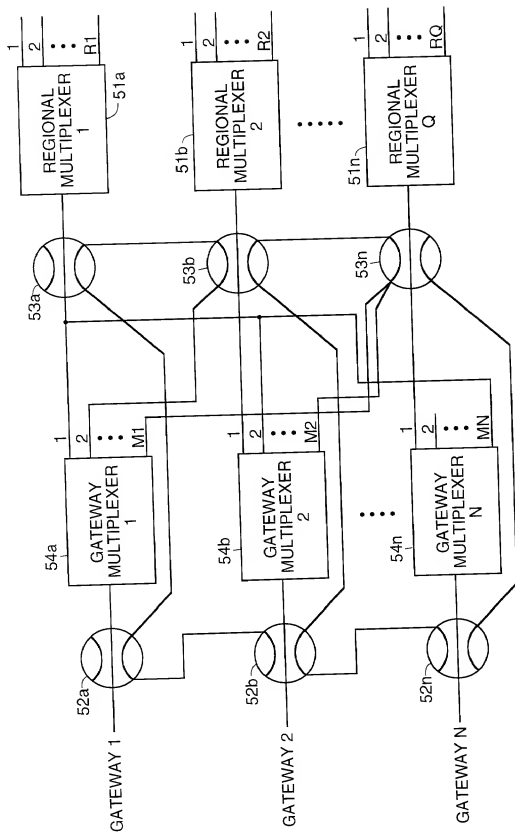 GATEWAY 1
52a
54a
GATEWAY
MULTIPLEXER
1
1
2
••••
M1
53a
REGIONAL
MULTIPLEXER
1
51a
1
2
••••
R1
GATEWAY 2
52b
54b
GATEWAY
MULTIPLEXER
2
1
2
••••
M2
53b
51b
REGIONAL
MULTIPLEXER
2
1
2
••••
R2
•••••
•••••
GATEWAY N
52n
54n
GATEWAY
MULTIPLEXER
N
1
2
••••
MN
53n
51n
REGIONAL
MULTIPLEXER
Q
1
2
••••
RQ